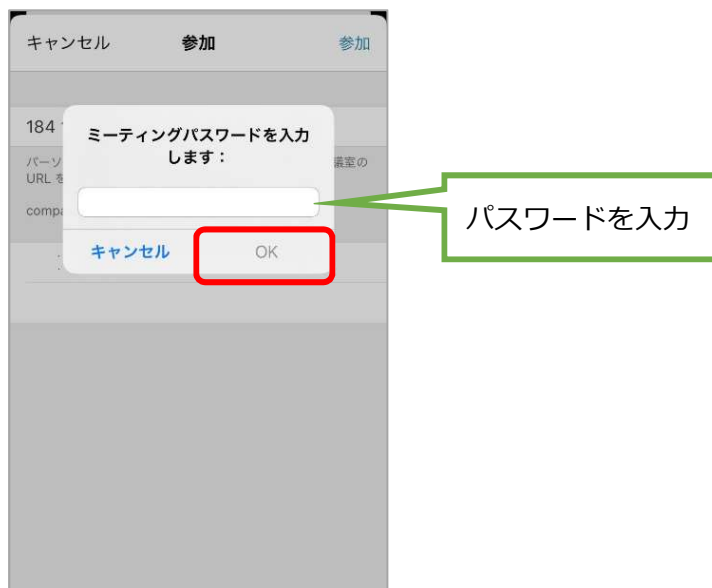 キャンセル 参加 参加
184
ミーティングパスワードを入力
します：
パーソ 議室の
URL を
compa
キャンセル OK
パスワードを入力